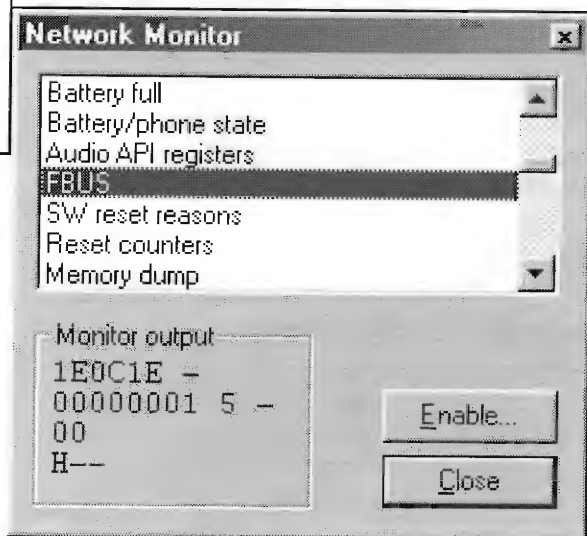 Network Monitor
Battery full
Battery/phone state
Audio API registers
FBUS
SW reset reasons
Reset counters
Memory dump
Monitor output
1E0C1E -
00000001 5 -
00
H--
Enable...
Close